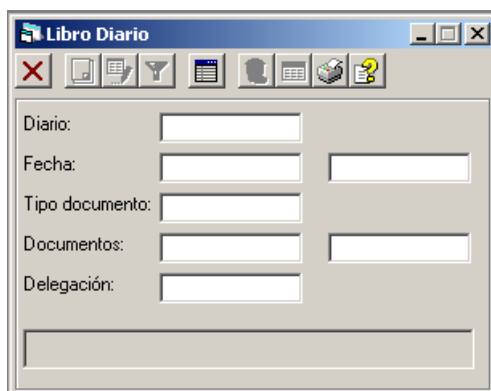 Libro Diario
Diario:
Fecha:
Tipo documento:
Documentos:
Delegación: